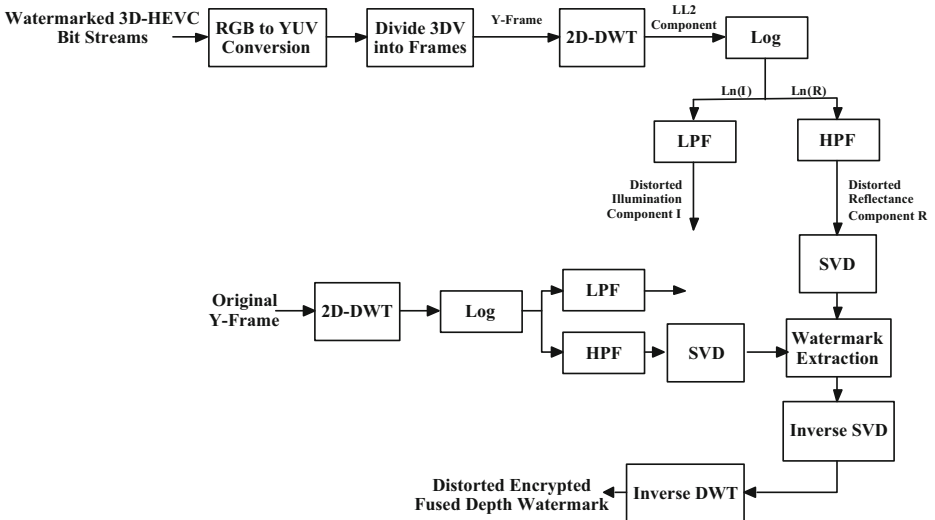 Watermarked 3D-HEVC
Bit Streams
RGB to YUV
Conversion
Divide 3DV
into Frames
Y-Frame
2D-DWT
LL2
Component
Log
Ln(I)
Ln(R)
LPF
HPF
Distorted
Illumination
Component I
Distorted
Reflectance
Component R
SVD
Original
Y-Frame
2D-DWT
Log
LPF
HPF
SVD
Watermark
Extraction
Inverse SVD
Inverse DWT
Distorted Encrypted
Fused Depth Watermark